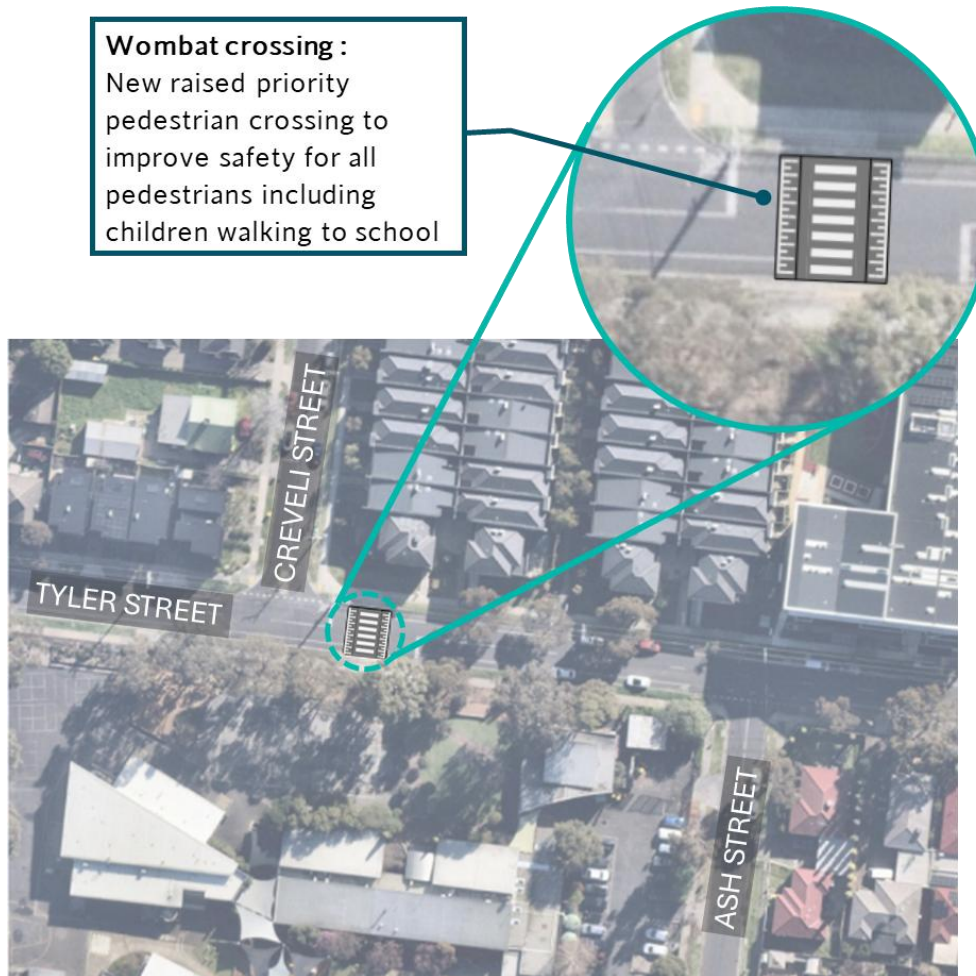 Wombat crossing :
New raised priority
pedestrian crossing to
improve safety for all
pedestrians including
children walking to school
CREVELI STREET
TYLER STREET
ASH STREET